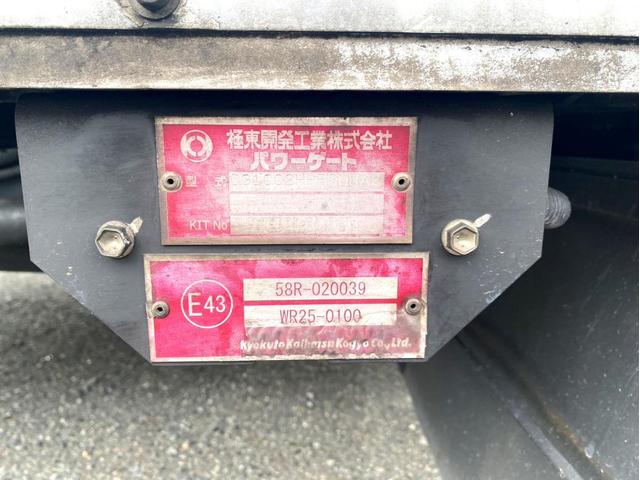 極東開発工業株式会社
パワーゲート
型 式
KIT No
E43
58R-020039
WR25-0100
Kyokuto Kaihatsu Kogyo Co., Ltd.